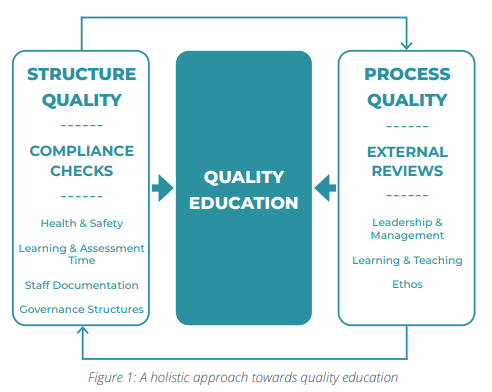 STRUCTURE
QUALITY
COMPLIANCE
CHECKS
Health & Safety
Learning & Assessment
Time
Staff Documentation
Governance Structures
QUALITY
EDUCATION
PROCESS
QUALITY
EXTERNAL
REVIEWS
Leadership &
Management
Learning & Teaching
Ethos
Figure 1: A holistic approach towards quality education